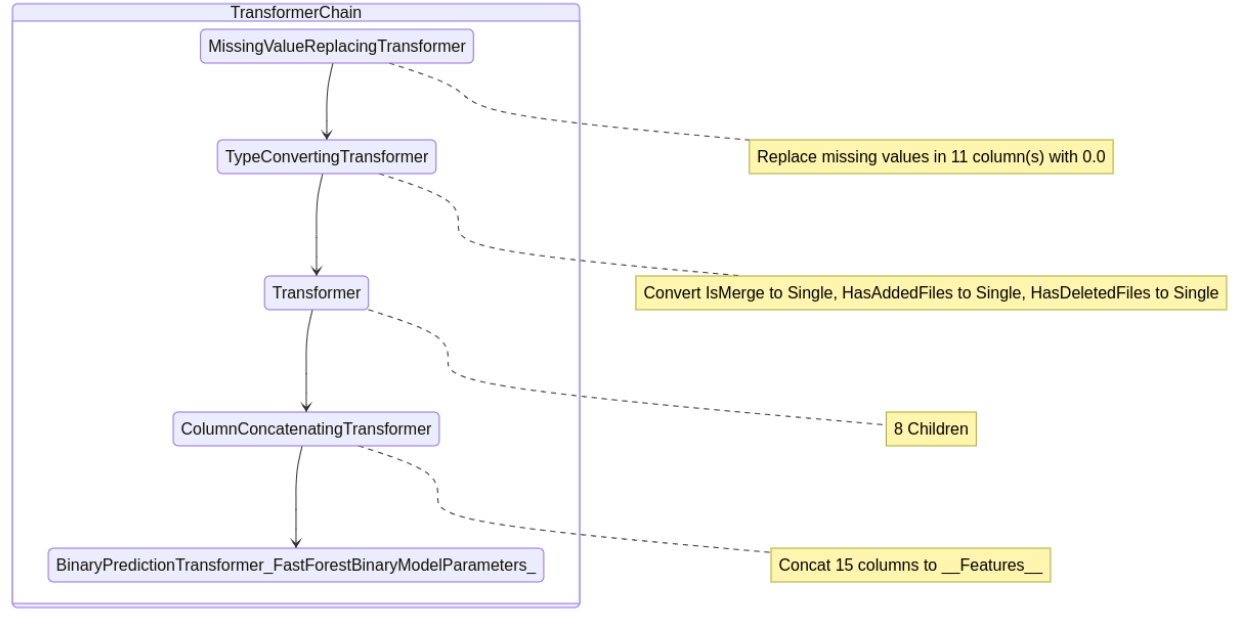 TransformerChain
MissingValueReplacingTransformer
Replace missing values in 11 column(s) with 0.0
TypeConvertingTransformer
Convert IsMerge to Single, HasAddedFiles to Single, HasDeletedFiles to Single
Transformer
8 Children
ColumnConcatenatingTransformer
Concat 15 columns to __Features__
BinaryPredictionTransformer_FastForestBinaryModelParameters_